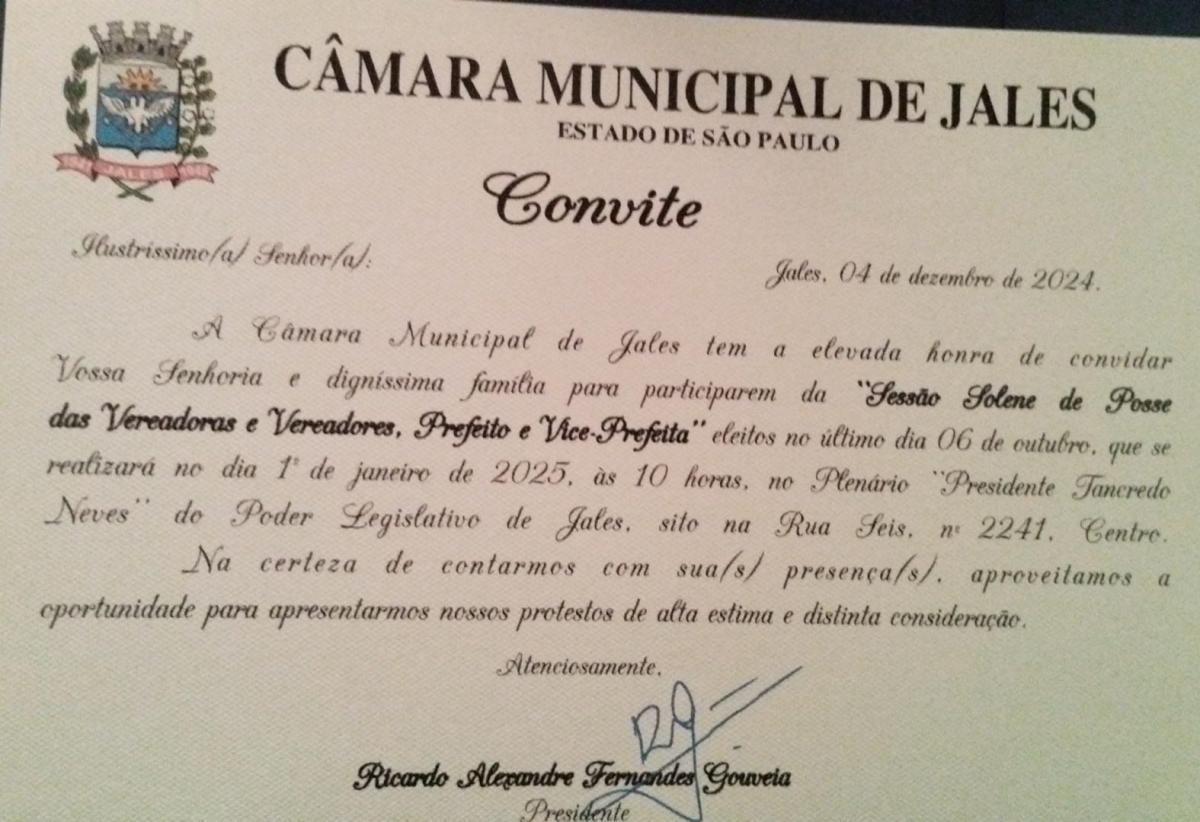 CÂMARA MUNICIPAL DE JALES
ESTADO DE SÃO PAULO
JALES
Convite
Ilustríssimo/a/ Senhor/a/:
Jales, 04 de dezembro de 2024.
A Câmara Municipal de Jales tem a elevada honra de convidar
Vossa Senhoria e digníssima família para participarem da "Sessão Solene de Posse
das Vereadoras e Vereadores, Prefeito e Vice-Prefeita" eleitos no último dia 06 de outubro, que se
realizará no dia 1º de janeiro de 2025, às 10 horas, no Plenário "Presidente Tancredo
Neves" do Poder Legislativo de Jales, sito na Rua Seis, nº 2241, Centro.
Na certeza de contarmos com sua/s/ presença/s/, aproveitamos a
oportunidade para apresentarmos nossos protestos de alta estima e distinta consideração.
Atenciosamente,
Ricardo Alexandre Fernandes Gouveia
Presidente